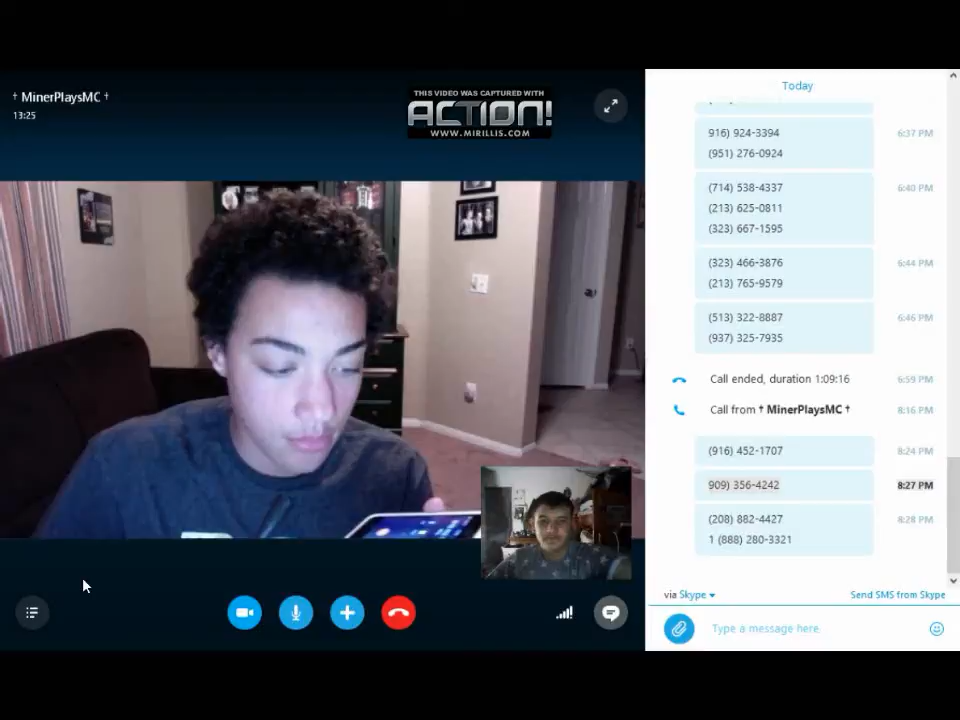 † MinerPlaysMC †
13:25
THIS VIDEO WAS CAPTURED WITH
ACTION!
WWW.MIRILLIS.COM
Today
916) 924-3394
6:37 PM
(951) 276-0924
(714) 538-4337
6:40 PM
(213) 625-0811
(323) 667-1595
(323) 466-3876
6:44 PM
(213) 765-9579
(513) 322-8887
6:46 PM
(937) 325-7935
Call ended, duration 1:09:16
6:59 PM
Call from † MinerPlaysMC †
8:16 PM
(916) 452-1707
8:24 PM
909) 356-4242
8:27 PM
(208) 882-4427
8:28 PM
1 (888) 280-3321
via Skype
Send SMS from Skype
Type a message here